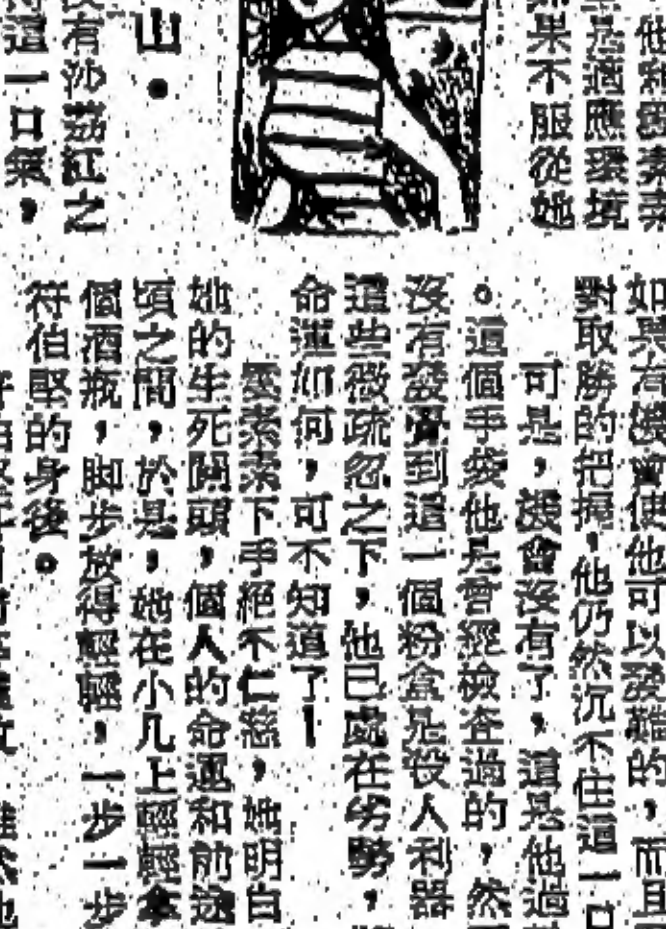 他
是適應環境
如果不服從她
山。
沒有沙荔紅之
這一口氣，
如果有機會使他可以發難的，而且
對取勝的把握，他仍然沉不住這一口
可是，機會沒有了，這是他過
。這個手袋他是曾經檢查過的，然
沒有發覺到這一個粉盒是殺人利器
這些微疏忽之下，他已處在劣勢，
命運如何，可不知道了！
愛素素下手絕不仁慈，她明白
她的生死關頭，個人的命運和前途
頃之間，於是，她在小几上輕輕拿
個酒瓶，脚步放得輕輕，一步一步
符伯堅的身後。